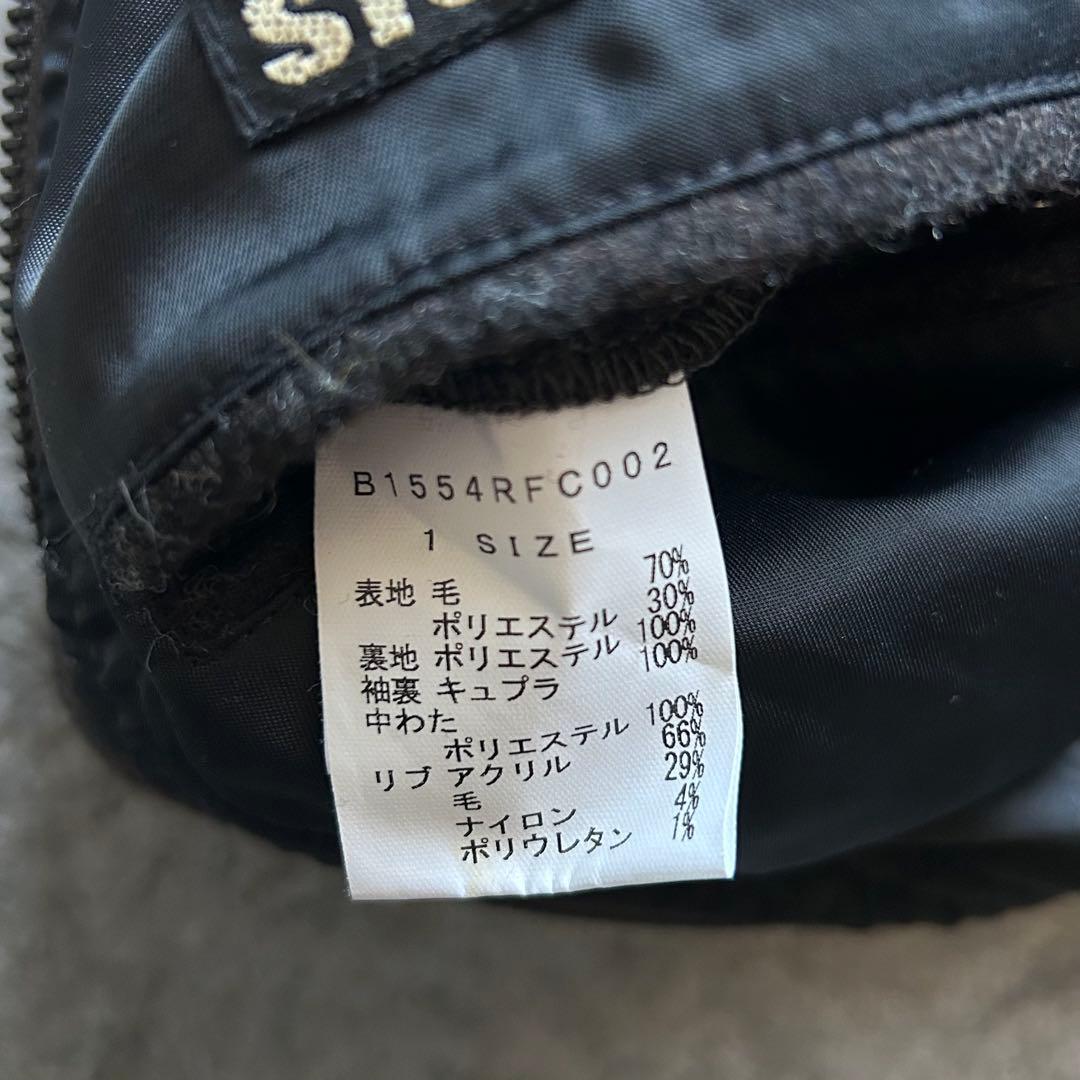 B1554RFC002
1 SIZE
表地 毛 70%
ポリエステル 30%
裏地 ポリエステル 100%
袖裏 キュプラ 100%
中わた
ポリエステル 100%
リブ アクリル 66%
毛 29%
ナイロン 4%
ポリウレタン 1%